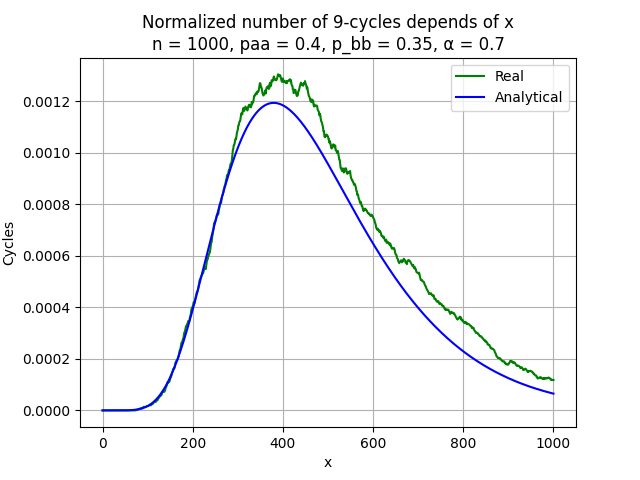 Normalized number of 9-cycles depends of x
n = 1000, paa = 0.4, p_bb = 0.35, α = 0.7
Real
Analytical
Cycles
0.0012
0.0010
0.0008
0.0006
0.0004
0.0002
0.0000
0 200 400 600 800 1000
x